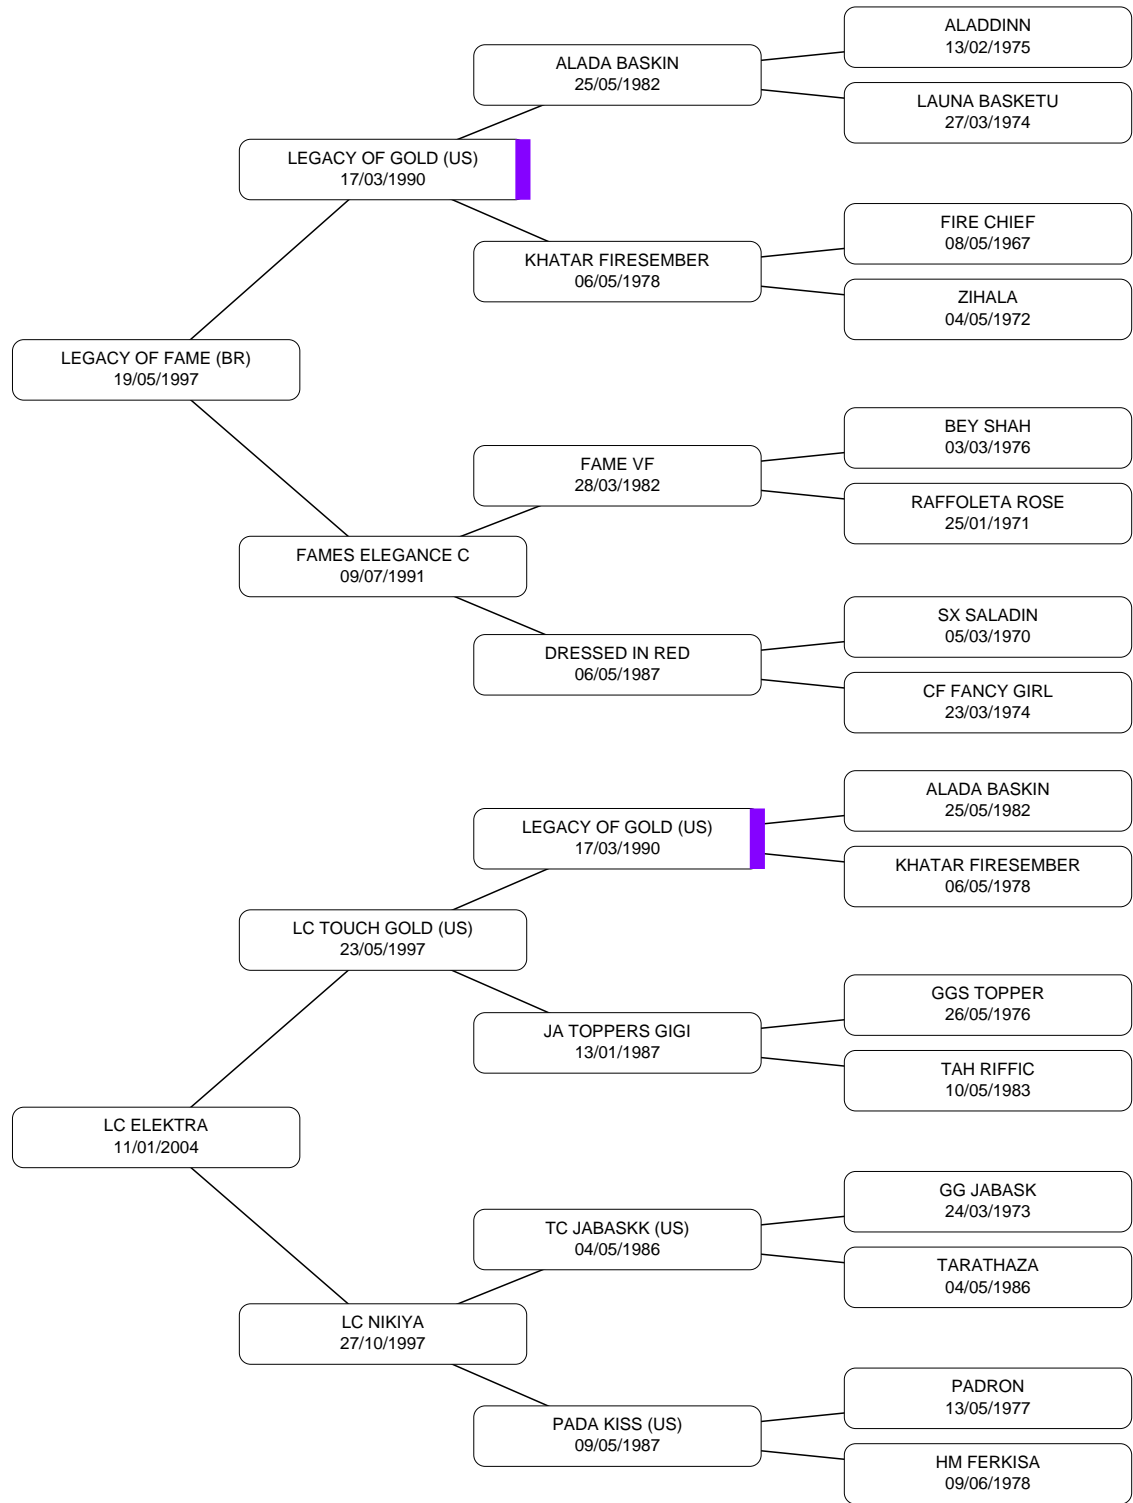 ALADDINN
13/02/1975
ALADA BASKIN
25/05/1982
LAUNA BASKETU
27/03/1974
LEGACY OF GOLD (US)
17/03/1990
FIRE CHIEF
08/05/1967
KHATAR FIRESEMBER
06/05/1978
ZIHALA
04/05/1972
LEGACY OF FAME (BR)
19/05/1997
BEY SHAH
03/03/1976
FAME VF
28/03/1982
RAFFOLETA ROSE
25/01/1971
FAMES ELEGANCE C
09/07/1991
SX SALADIN
05/03/1970
DRESSED IN RED
06/05/1987
CF FANCY GIRL
23/03/1974
ALADA BASKIN
25/05/1982
LEGACY OF GOLD (US)
17/03/1990
KHATAR FIRESEMBER
06/05/1978
LC TOUCH GOLD (US)
23/05/1997
GGS TOPPER
26/05/1976
JA TOPPERS GIGI
13/01/1987
TAH RIFFIC
10/05/1983
LC ELEKTRA
11/01/2004
GG JABASK
24/03/1973
TC JABASKK (US)
04/05/1986
TARATHAZA
04/05/1986
LC NIKIYA
27/10/1997
PADRON
13/05/1977
PADA KISS (US)
09/05/1987
HM FERKISA
09/06/1978